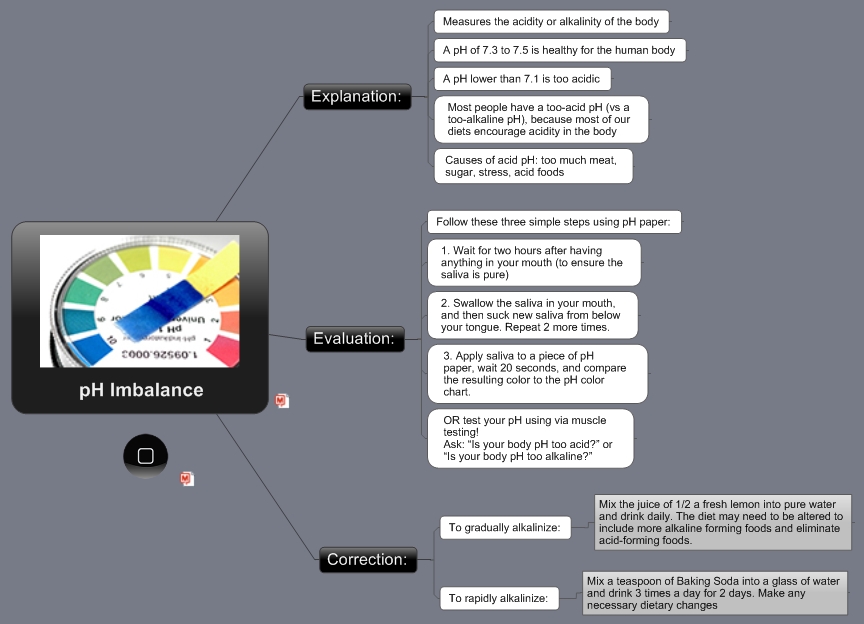 Explanation:
Measures the acidity or alkalinity of the body
A pH of 7.3 to 7.5 is healthy for the human body
A pH lower than 7.1 is too acidic
Most people have a too-acid pH (vs a
too-alkaline pH), because most of our
diets encourage acidity in the body
Causes of acid pH: too much meat,
sugar, stress, acid foods
pH Imbalance
1.09526.0003
Evaluation:
Follow these three simple steps using pH paper:
1. Wait for two hours after having
anything in your mouth (to ensure the
saliva is pure)
2. Swallow the saliva in your mouth,
and then suck new saliva from below
your tongue. Repeat 2 more times.
3. Apply saliva to a piece of pH
paper, wait 20 seconds, and compare
the resulting color to the pH color
chart.
OR test your pH using via muscle
testing!
Ask: “Is your body pH too acid?” or
“Is your body pH too alkaline?”
Correction:
To gradually alkalinize:
Mix the juice of 1/2 a fresh lemon into pure water
and drink daily. The diet may need to be altered to
include more alkaline forming foods and eliminate
acid-forming foods.
To rapidly alkalinize:
Mix a teaspoon of Baking Soda into a glass of water
and drink 3 times a day for 2 days. Make any
necessary dietary changes